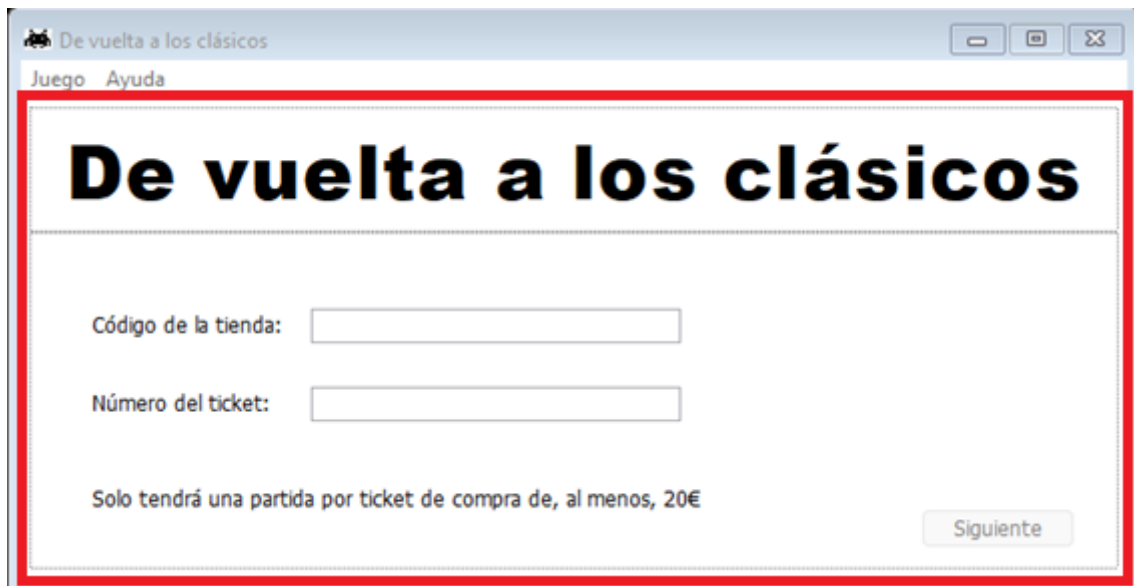 De vuelta a los clásicos
Juego Ayuda
De vuelta a los clásicos
Código de la tienda:
Número del ticket:
Solo tendrá una partida por ticket de compra de, al menos, 20€
Siguiente